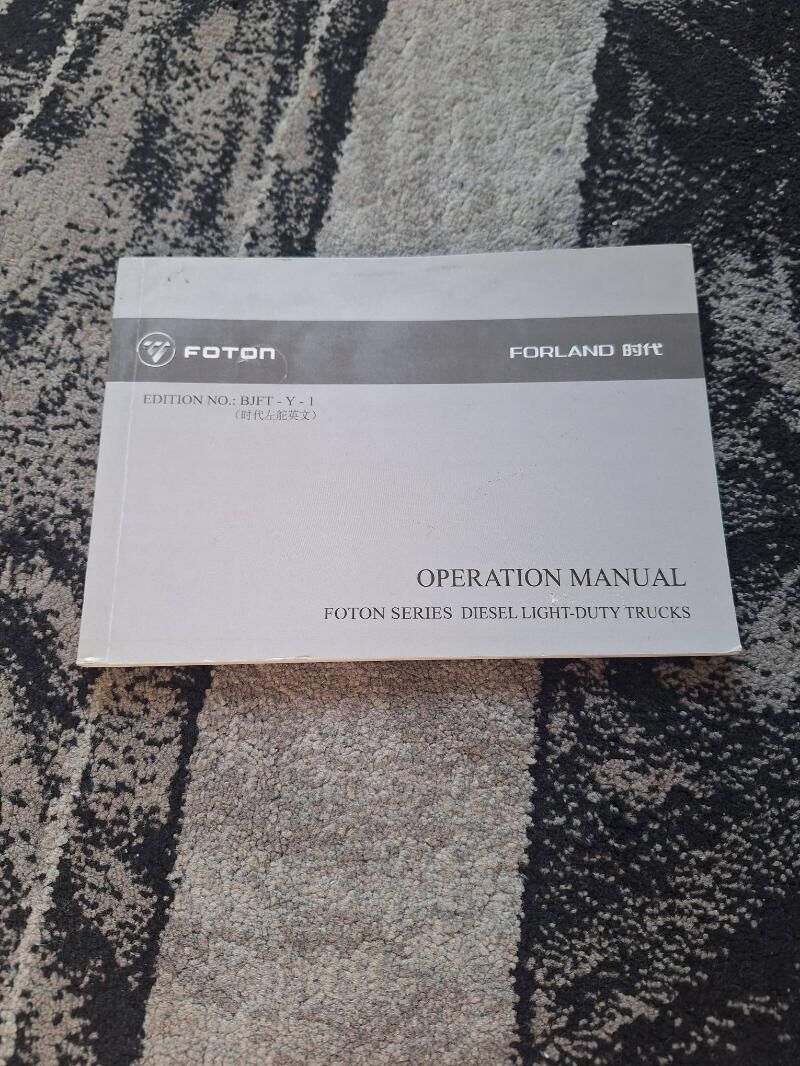 FOTON FORLAND 时代
EDITION NO.: BJFT - Y - 1
（时代左舵英文）
OPERATION MANUAL
FOTON SERIES DIESEL LIGHT-DUTY TRUCKS